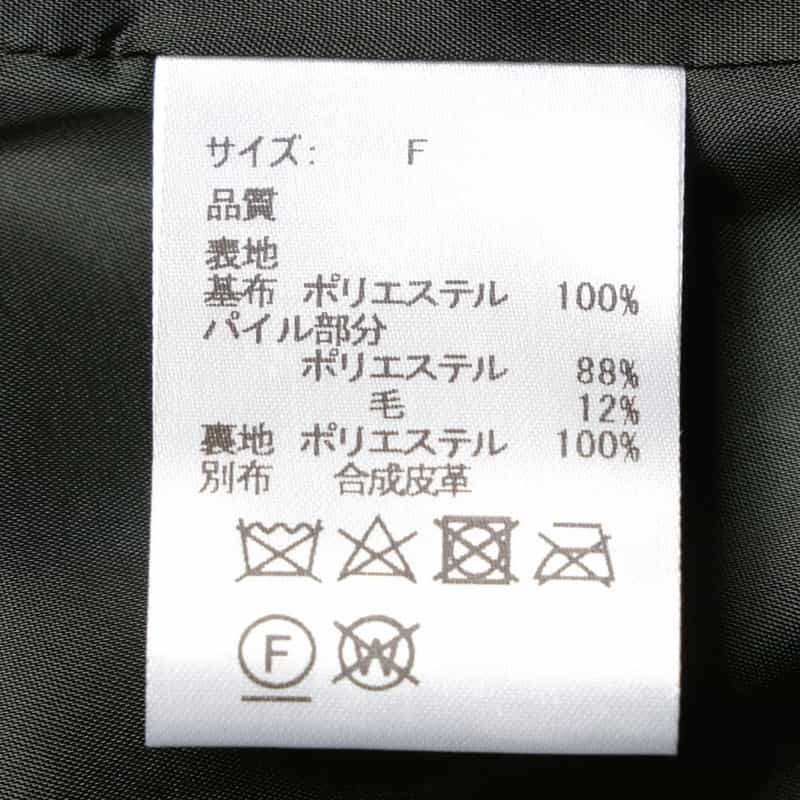 サイズ: F
品質
表地
基布 ポリエステル 100%
パイル部分
ポリエステル 88%
毛 12%
裏地 ポリエステル 100%
別布 合成皮革
F W